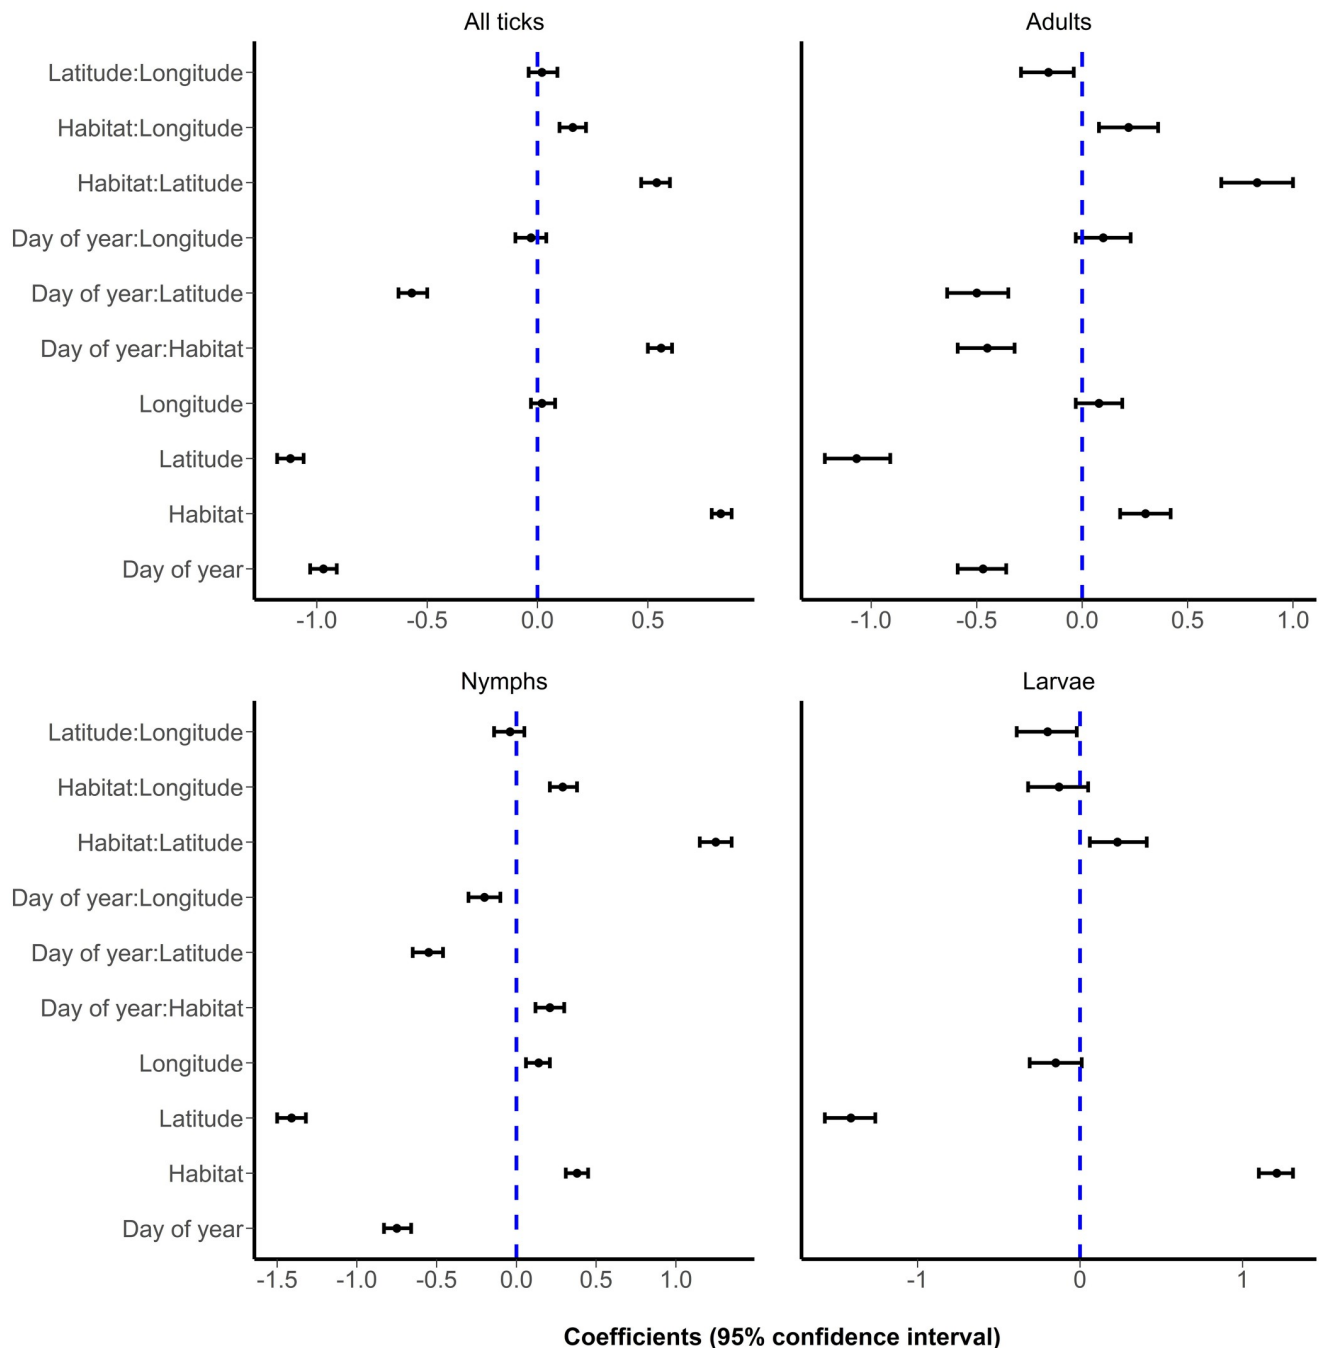 All ticks
Adults
Latitude:Longitude
Habitat:Longitude
Habitat:Latitude
Day of year:Longitude
Day of year:Latitude
Day of year:Habitat
Longitude
Latitude
Habitat
Day of year
-1.0 -0.5 0.0 0.5
-1.0 -0.5 0.0 0.5 1.0
Nymphs
Larvae
Latitude:Longitude
Habitat:Longitude
Habitat:Latitude
Day of year:Longitude
Day of year:Latitude
Day of year:Habitat
Longitude
Latitude
Habitat
Day of year
-1.5 -1.0 -0.5 0.0 0.5 1.0
-1 0 1
Coefficients (95% confidence interval)